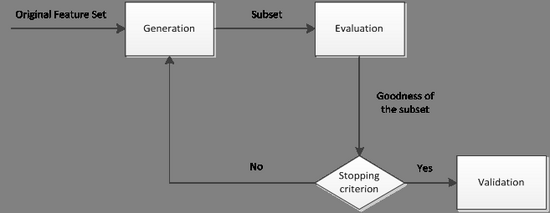 Original Feature Set
Generation
Subset
Evaluation
Goodness of
the subset
Stopping
criterion
No
Yes
Validation